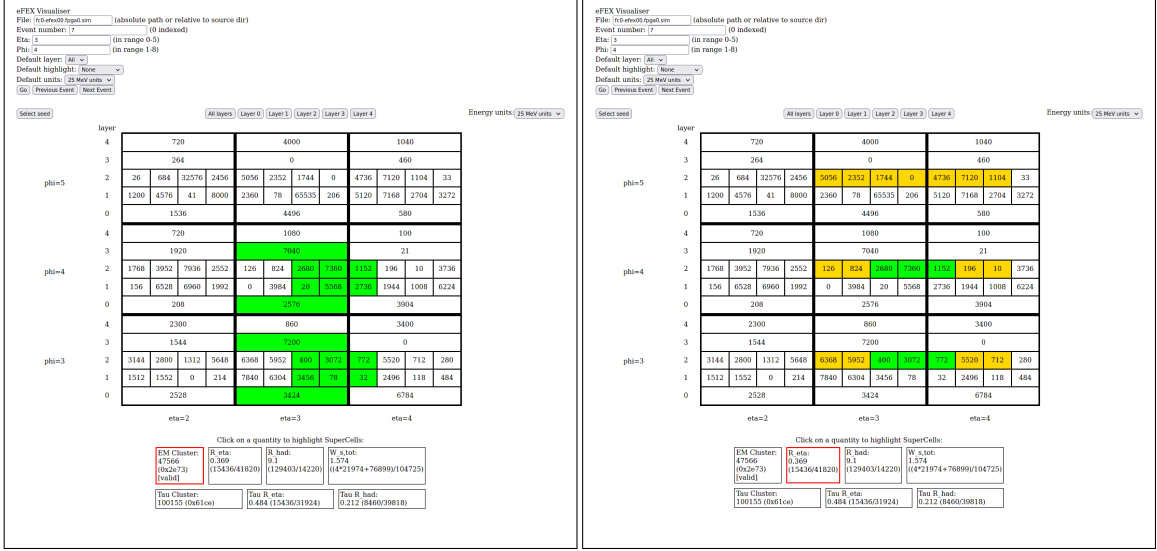 eFEX Visualiser
File: fc0-efex00.fpga0.sim (absolute path or relative to source dir)
Event number: 7 (0 indexed)
Eta: 3 (in range 0-5)
Phi: 4 (in range 1-8)
Default layer: All
Default highlight: None
Default units: 25 MeV units
Go Previous Event Next Event
Select seed All layers Layer 0 Layer 1 Layer 2 Layer 3 Layer 4 Energy units: 25 MeV units
layer
4 720 4000 1040
3 264 0 460
phi=5 2 26 684 32576 2456 5056 2352 1744 0 4736 7120 1104 33
1 1200 4576 41 8000 2360 78 65535 206 5120 7168 2704 3272
0 1536 4496 580
4 720 1080 100
3 1920 7040 21
phi=4 2 1768 3952 7936 2552 126 824 2680 7360 1152 196 10 3736
1 156 6528 6960 1992 0 3984 20 5568 2736 1944 1008 6224
0 208 2576 3904
4 2300 860 3400
3 1544 7200 0
phi=3 2 3144 2800 1312 5648 6368 5952 400 3072 772 5520 712 280
1 1512 1552 0 214 7840 6304 3456 78 32 2496 118 484
0 2528 3424 6784
eta=2 eta=3 eta=4
Click on a quantity to highlight SuperCells:
EM Cluster: R_eta: R_had: W_s,tot:
47566 0.369 9.1 1.574
(0x2e73) (15436/41820) (129403/14220) ((4*21974+76899)/104725)
[valid]
Tau Cluster: Tau R_eta: Tau R_had:
100155 (0x61ce) 0.484 (15436/31924) 0.212 (8460/39818)
eFEX Visualiser
File: fc0-efex00.fpga0.sim (absolute path or relative to source dir)
Event number: 7 (0 indexed)
Eta: 3 (in range 0-5)
Phi: 4 (in range 1-8)
Default layer: All
Default highlight: None
Default units: 25 MeV units
Go Previous Event Next Event
Select seed All layers Layer 0 Layer 1 Layer 2 Layer 3 Layer 4 Energy units: 25 MeV units
layer
4 720 4000 1040
3 264 0 460
phi=5 2 26 684 32576 2456 5056 2352 1744 0 4736 7120 1104 33
1 1200 4576 41 8000 2360 78 65535 206 5120 7168 2704 3272
0 1536 4496 580
4 720 1080 100
3 1920 7040 21
phi=4 2 1768 3952 7936 2552 126 824 2680 7360 1152 196 10 3736
1 156 6528 6960 1992 0 3984 20 5568 2736 1944 1008 6224
0 208 2576 3904
4 2300 860 3400
3 1544 7200 0
phi=3 2 3144 2800 1312 5648 6368 5952 400 3072 772 5520 712 280
1 1512 1552 0 214 7840 6304 3456 78 32 2496 118 484
0 2528 3424 6784
eta=2 eta=3 eta=4
Click on a quantity to highlight SuperCells:
EM Cluster: R_eta: R_had: W_s,tot:
47566 0.369 9.1 1.574
(0x2e73) (15436/41820) (129403/14220) ((4*21974+76899)/104725)
[valid]
Tau Cluster: Tau R_eta: Tau R_had:
100155 (0x61ce) 0.484 (15436/31924) 0.212 (8460/39818)